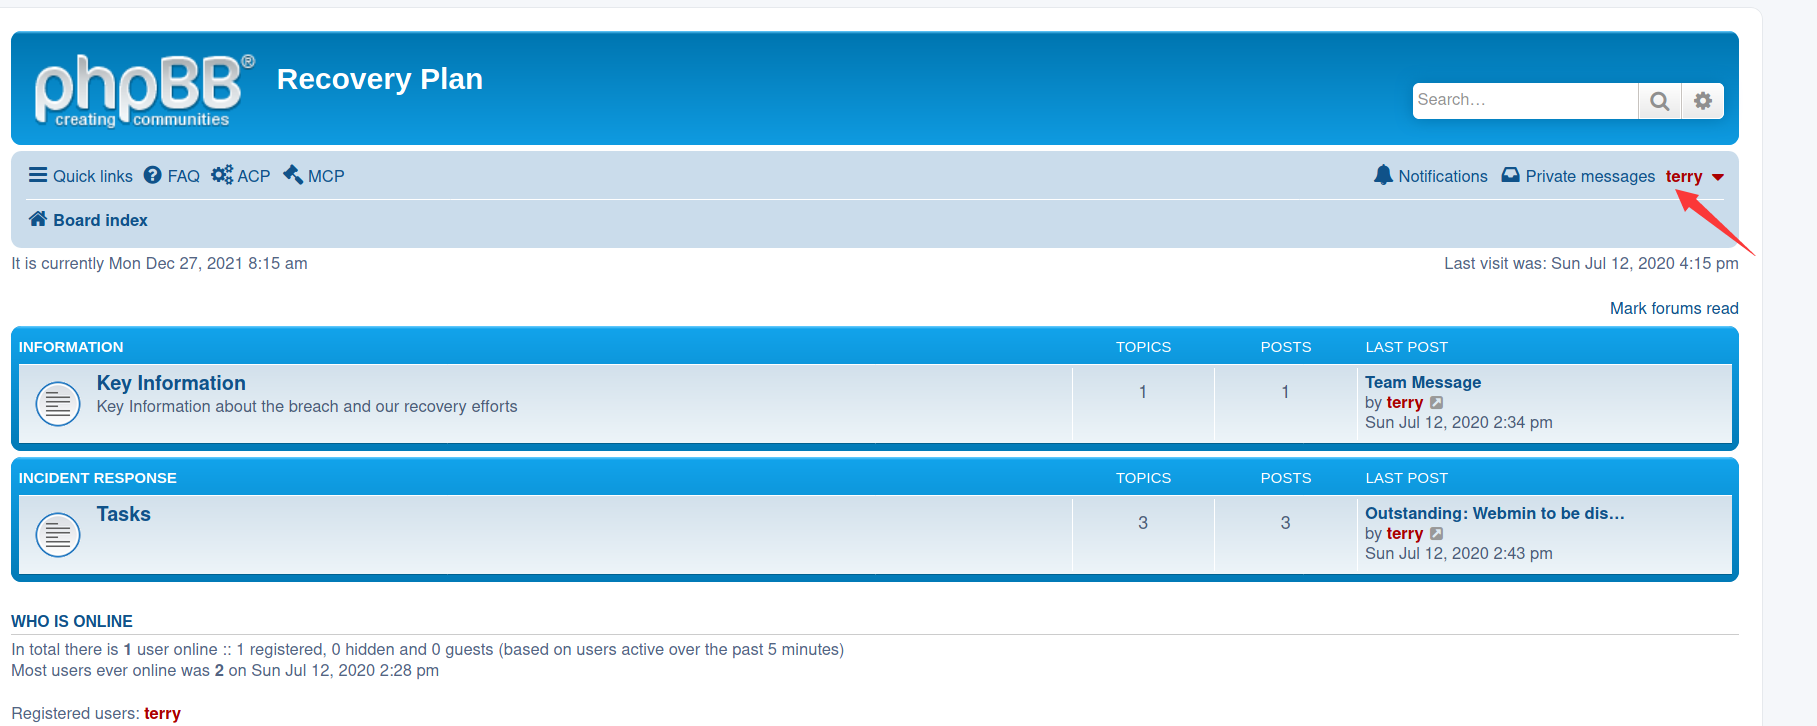 phpBB®
creating communities
Recovery Plan
Search…
Quick links FAQ ACP MCP Notifications Private messages terry
Board index
It is currently Mon Dec 27, 2021 8:15 am Last visit was: Sun Jul 12, 2020 4:15 pm
Mark forums read
INFORMATION TOPICS POSTS LAST POST
Key Information 1 1 Team Message
Key Information about the breach and our recovery efforts by terry
Sun Jul 12, 2020 2:34 pm
INCIDENT RESPONSE TOPICS POSTS LAST POST
Tasks 3 3 Outstanding: Webmin to be dis…
by terry
Sun Jul 12, 2020 2:43 pm
WHO IS ONLINE
In total there is 1 user online :: 1 registered, 0 hidden and 0 guests (based on users active over the past 5 minutes)
Most users ever online was 2 on Sun Jul 12, 2020 2:28 pm
Registered users: terry